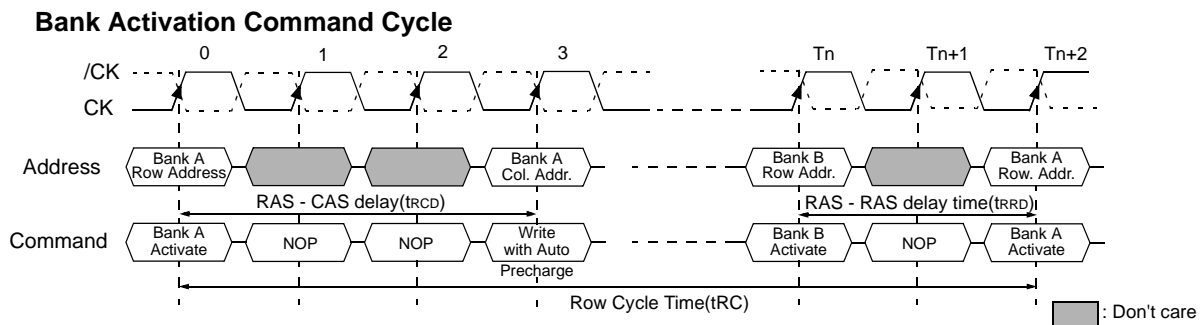 Bank Activation Command Cycle
0 1 2 3 Tn Tn+1 Tn+2
/CK
CK
Address
Bank A
Row Address
Bank A
Col. Addr.
Bank B
Row Addr.
Bank A
Row. Addr.
RAS - CAS delay(tRCD)
RAS - RAS delay time(tRRD)
Command
Bank A
Activate
NOP
NOP
Write
with Auto
Precharge
Bank B
Activate
NOP
Bank A
Activate
Row Cycle Time(tRC)
: Don't care